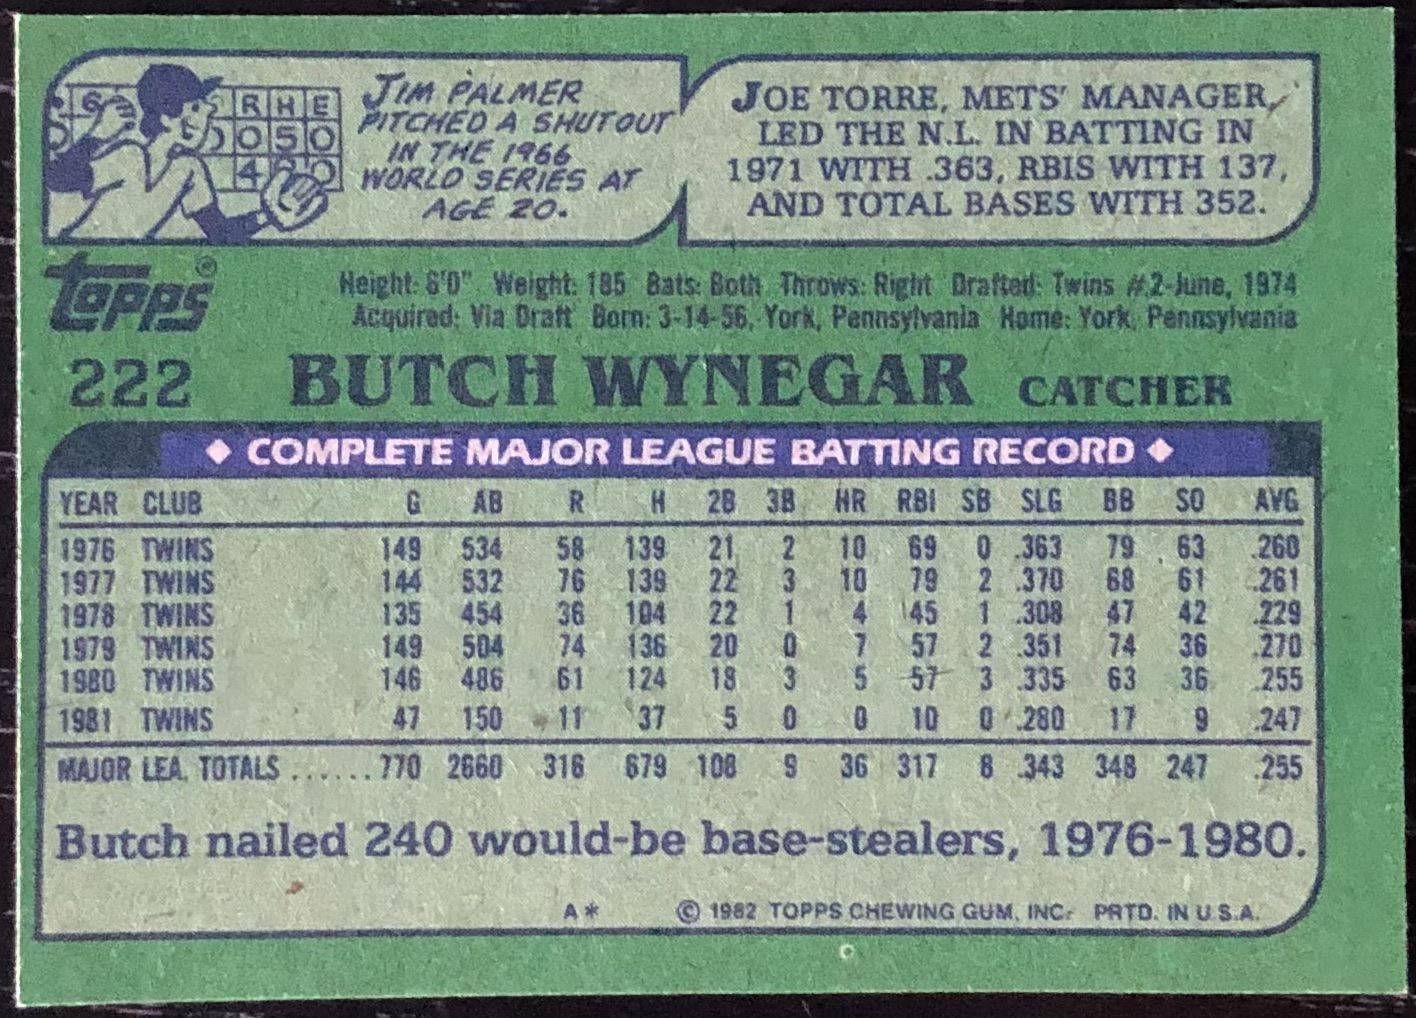 6 R H E
0 0 5 0
4 0
JIM PALMER
PITCHED A SHUTOUT
IN THE 1966
WORLD SERIES AT
AGE 20.
JOE TORRE, METS' MANAGER,
LED THE N.L. IN BATTING IN
1971 WITH .363, RBIS WITH 137,
AND TOTAL BASES WITH 352.
TOPPS®
Height: 6'0" Weight: 185 Bats: Both Throws: Right Drafted: Twins #2-June, 1974
Acquired: Via Draft Born: 3-14-56, York, Pennsylvania Home: York, Pennsylvania
222 BUTCH WYNEGAR CATCHER
◆ COMPLETE MAJOR LEAGUE BATTING RECORD ◆
YEAR CLUB G AB R H 2B 3B HR RBI SB SLG BB SO AVG
1976 TWINS 149 534 58 139 21 2 10 69 0 .363 79 63 .260
1977 TWINS 144 532 76 139 22 3 10 79 2 .370 68 61 .261
1978 TWINS 135 454 36 104 22 1 4 45 1 .308 47 42 .229
1979 TWINS 149 504 74 136 20 0 7 57 2 .351 74 36 .270
1980 TWINS 146 486 61 124 18 3 5 57 3 .335 63 36 .255
1981 TWINS 47 150 11 37 5 0 0 10 0 .280 17 9 .247
MAJOR LEA. TOTALS ...... 770 2660 316 679 108 9 36 317 8 .343 348 247 .255
Butch nailed 240 would-be base-stealers, 1976-1980.
A* © 1982 TOPPS CHEWING GUM, INC. PRTD. IN U.S.A.